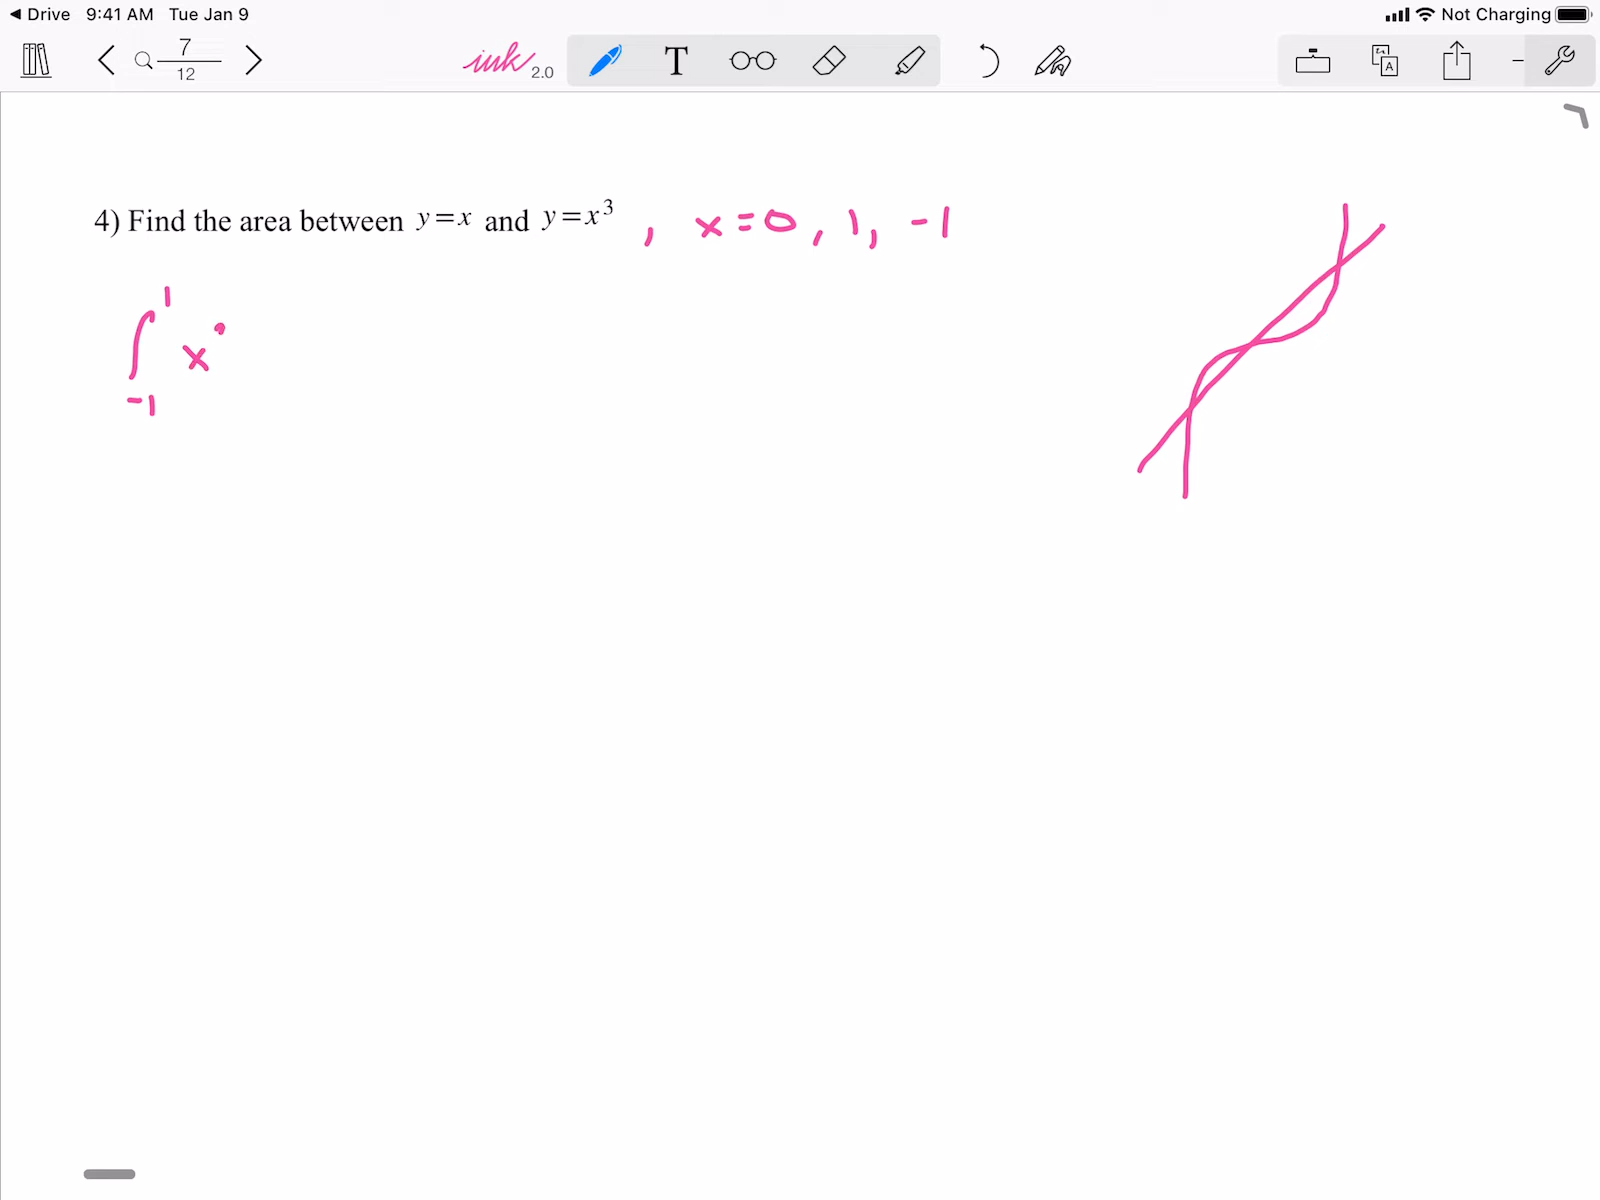 Drive 9:41 AM Tue Jan 9 Not Charging
7
12
ink 2.0 T A
4) Find the area between y=x and y=x³ , x=0, 1, -1
∫ 1 -1 x